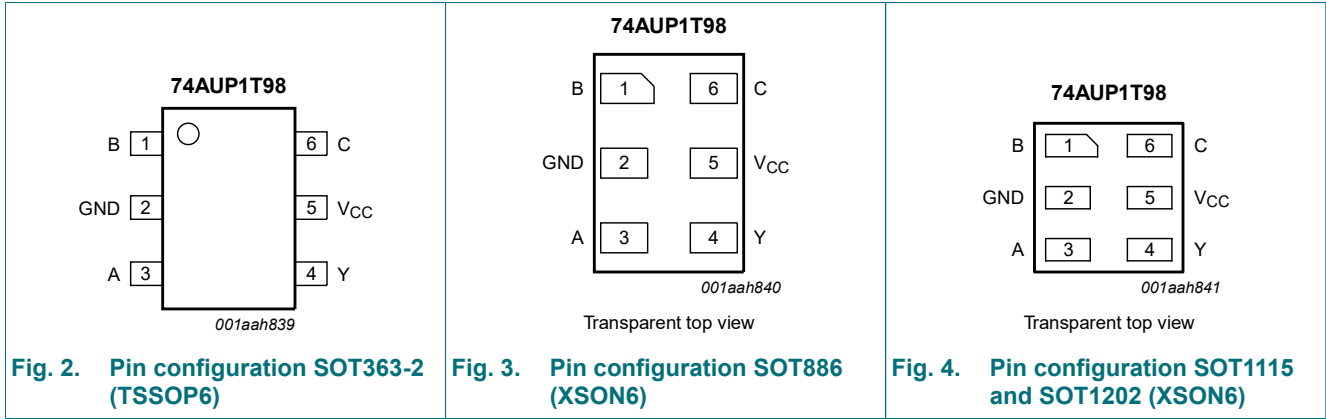 74AUP1T98
B 1 6 C
GND 2 5 VCC
A 3 4 Y
001aah839
Fig. 2. Pin configuration SOT363-2
(TSSOP6)
74AUP1T98
B 1 6 C
GND 2 5 VCC
A 3 4 Y
001aah840
Transparent top view
Fig. 3. Pin configuration SOT886
(XSON6)
74AUP1T98
B 1 6 C
GND 2 5 VCC
A 3 4 Y
001aah841
Transparent top view
Fig. 4. Pin configuration SOT1115
and SOT1202 (XSON6)